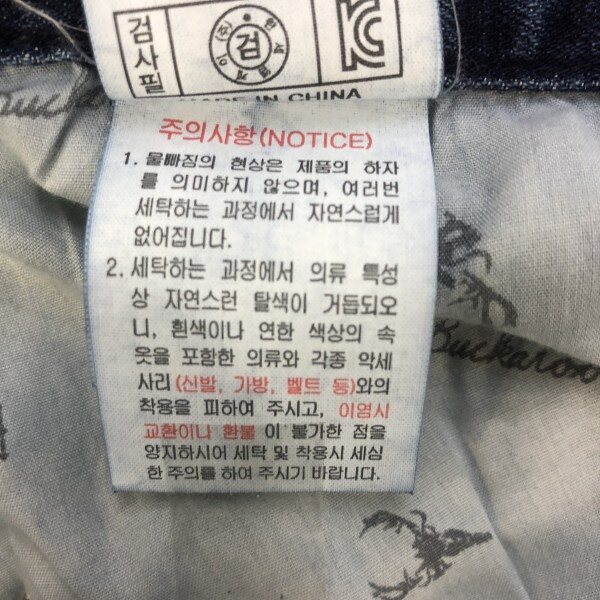 검사필
(주)한세엠케이
검
KC
MADE IN CHINA
주의사항(NOTICE)
1. 물빠짐의 현상은 제품의 하자
를 의미하지 않으며, 여러번
세탁하는 과정에서 자연스럽게
없어집니다.
2. 세탁하는 과정에서 의류 특성
상 자연스런 탈색이 거듭되오
니, 흰색이나 연한 색상의 속
옷을 포함한 의류와 각종 악세
사리(신발, 가방, 벨트 등)와의
착용을 피하여 주시고, 이염시
교환이나 환불 이 불가한 점을
양지하시어 세탁 및 착용시 세심
한 주의를 하여 주시기 바랍니다.
Buckaroo